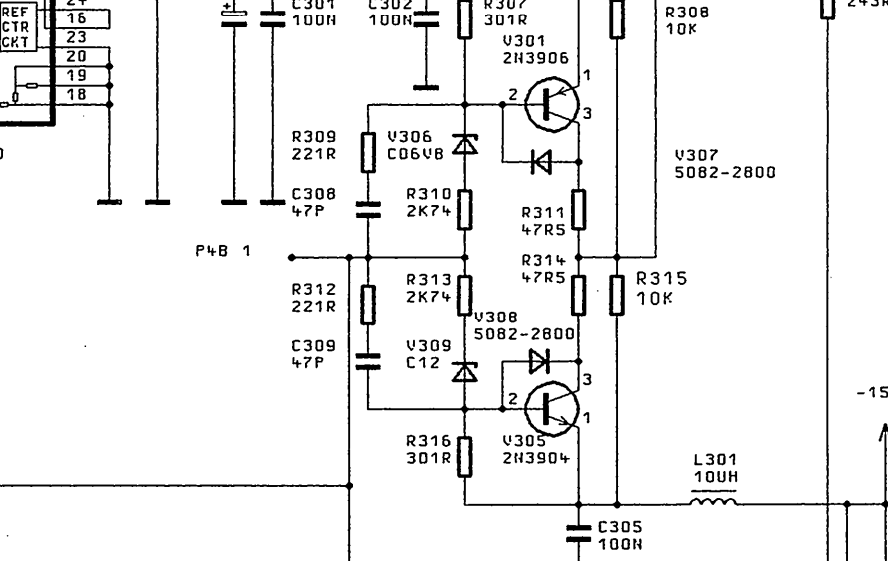 REF
CTR
CKT
16
23
20
19
18
+
C301
100N
C302
100N
R307
301R
V301
2N3906
R308
10K
1
2
3
R309
221R
V306
C06V8
V307
5082-2800
C308
47P
R310
2K74
R311
47R5
P4B 1
R314
47R5
R312
221R
R313
2K74
R315
10K
V308
5082-2800
C309
47P
V309
C12
3
2
1
-15
R316
301R
V305
2N3904
L301
10UH
C305
100N